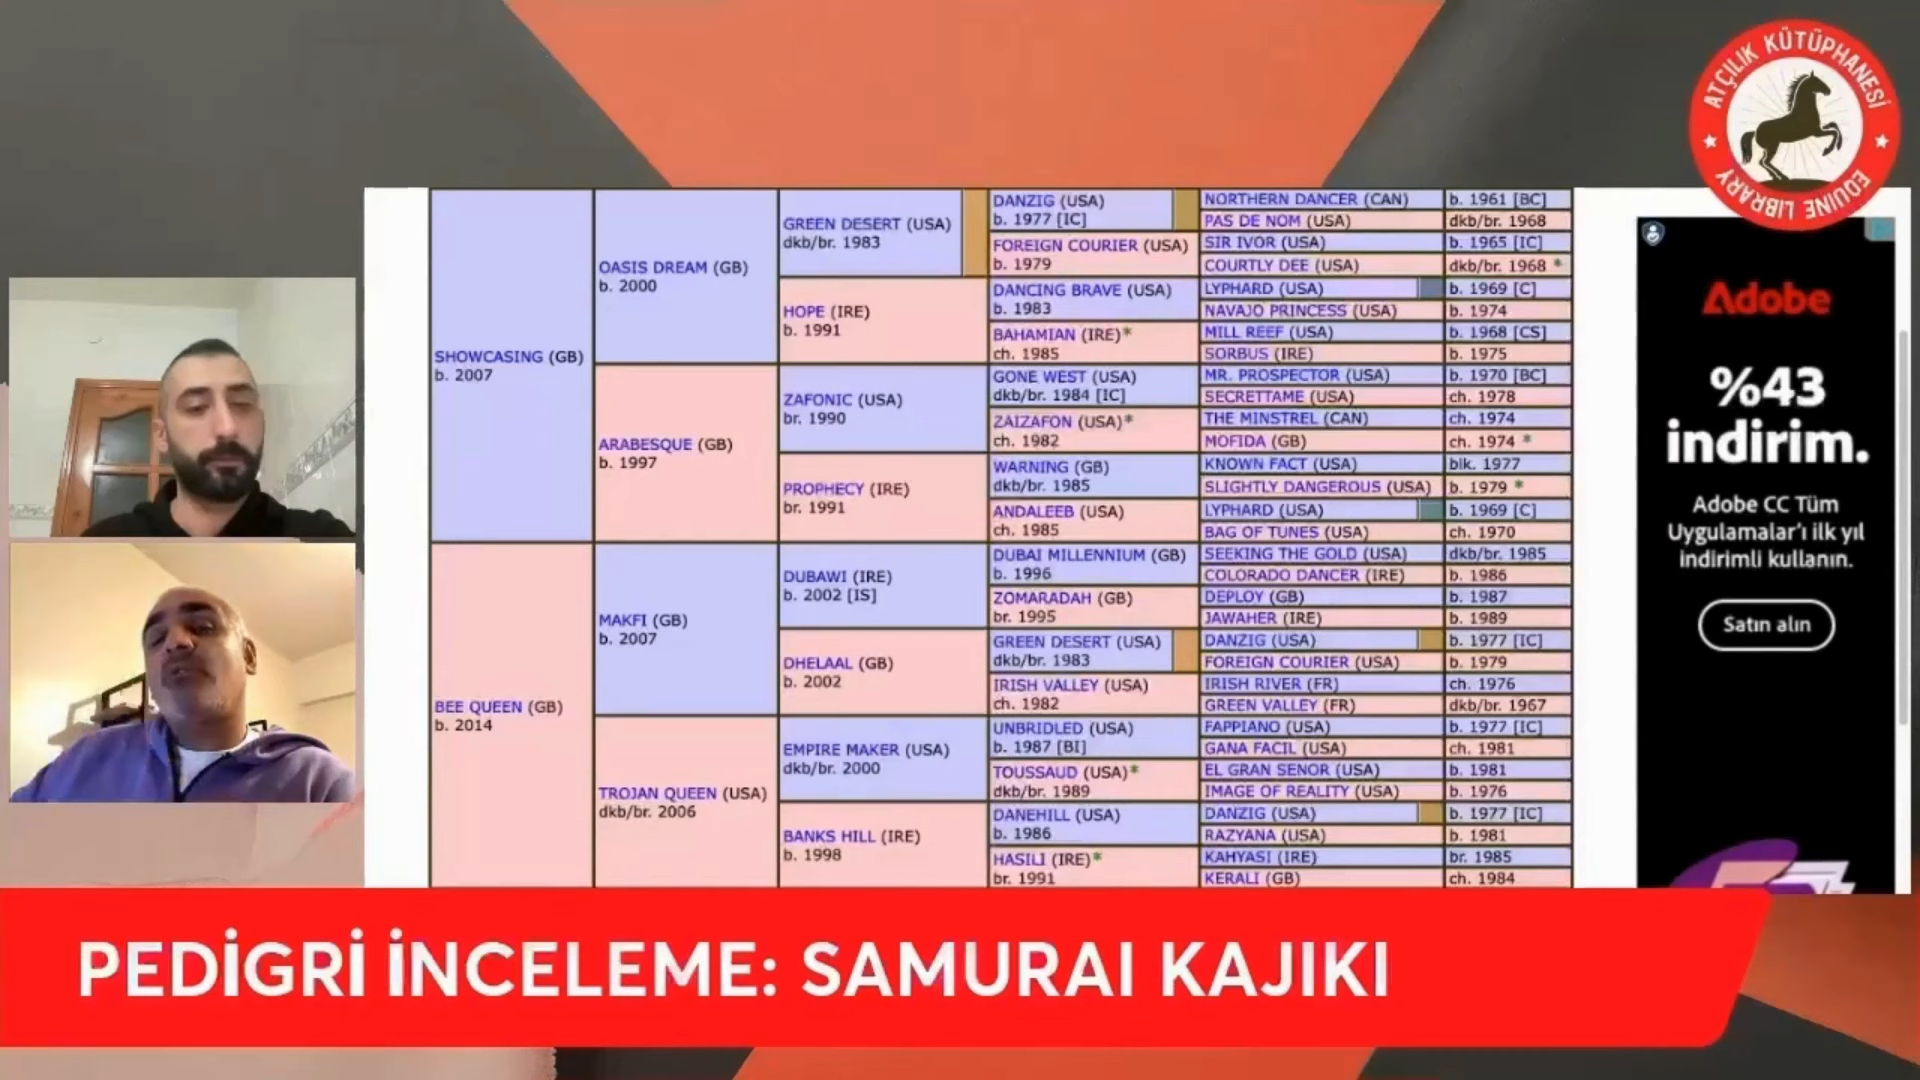 ATÇILIK KÜTÜPHANESİ
EQUINE LIBRARY
SHOWCASING (GB)
b. 2007
BEE QUEEN (GB)
b. 2014
OASIS DREAM (GB)
b. 2000
ARABESQUE (GB)
b. 1997
MAKFI (GB)
b. 2007
TROJAN QUEEN (USA)
dkb/br. 2006
GREEN DESERT (USA)
dkb/br. 1983
HOPE (IRE)
b. 1991
ZAFONIC (USA)
br. 1990
PROPHECY (IRE)
br. 1991
DUBAWI (IRE)
b. 2002 [IS]
DHELAAL (GB)
b. 2002
EMPIRE MAKER (USA)
dkb/br. 2000
BANKS HILL (IRE)
b. 1998
DANZIG (USA)
b. 1977 [IC]
FOREIGN COURIER (USA)
b. 1979
DANCING BRAVE (USA)
b. 1983
BAHAMIAN (IRE)*
ch. 1985
GONE WEST (USA)
dkb/br. 1984 [IC]
ZAIZAFON (USA)*
ch. 1982
WARNING (GB)
dkb/br. 1985
ANDALEEB (USA)
ch. 1985
DUBAI MILLENNIUM (GB)
b. 1996
ZOMARADAH (GB)
br. 1995
GREEN DESERT (USA)
dkb/br. 1983
IRISH VALLEY (USA)
ch. 1982
UNBRIDLED (USA)
b. 1987 [BI]
TOUSSAUD (USA)*
dkb/br. 1989
DANEHILL (USA)
b. 1986
HASILI (IRE)*
br. 1991
NORTHERN DANCER (CAN) b. 1961 [BC]
PAS DE NOM (USA) dkb/br. 1968
SIR IVOR (USA) b. 1965 [IC]
COURTLY DEE (USA) dkb/br. 1968 *
LYPHARD (USA) b. 1969 [C]
NAVAJO PRINCESS (USA) b. 1974
MILL REEF (USA) b. 1968 [CS]
SORBUS (IRE) b. 1975
MR. PROSPECTOR (USA) b. 1970 [BC]
SECRETTAME (USA) ch. 1978
THE MINSTREL (CAN) ch. 1974
MOFIDA (GB) ch. 1974 *
KNOWN FACT (USA) blk. 1977
SLIGHTLY DANGEROUS (USA) b. 1979 *
LYPHARD (USA) b. 1969 [C]
BAG OF TUNES (USA) ch. 1970
SEEKING THE GOLD (USA) dkb/br. 1985
COLORADO DANCER (IRE) b. 1986
DEPLOY (GB) b. 1987
JAWAHER (IRE) b. 1989
DANZIG (USA) b. 1977 [IC]
FOREIGN COURIER (USA) b. 1979
IRISH RIVER (FR) ch. 1976
GREEN VALLEY (FR) dkb/br. 1967
FAPPIANO (USA) b. 1977 [IC]
GANA FACIL (USA) ch. 1981
EL GRAN SENOR (USA) b. 1981
IMAGE OF REALITY (USA) b. 1976
DANZIG (USA) b. 1977 [IC]
RAZYANA (USA) b. 1981
KAHYASI (IRE) br. 1985
KERALI (GB) ch. 1984
Adobe
%43
indirim.
Adobe CC Tüm
Uygulamalar'ı ilk yıl
indirimli kullanın.
Satın alın
PEDİGRİ İNCELEME: SAMURAI KAJIKI